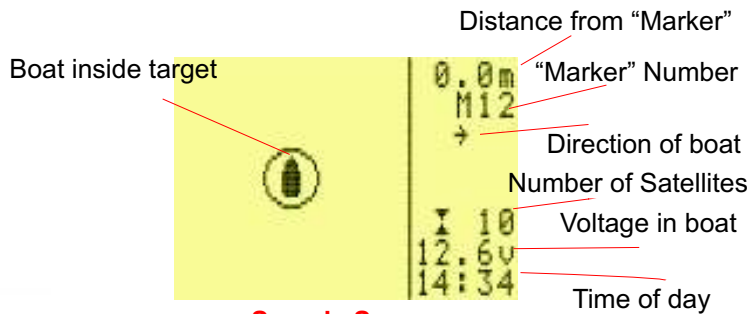 Distance from “Marker”
Boat inside target
0.0m
“Marker” Number
M12
Direction of boat
Number of Satellites
10
Voltage in boat
12.6v
14:34
Time of day